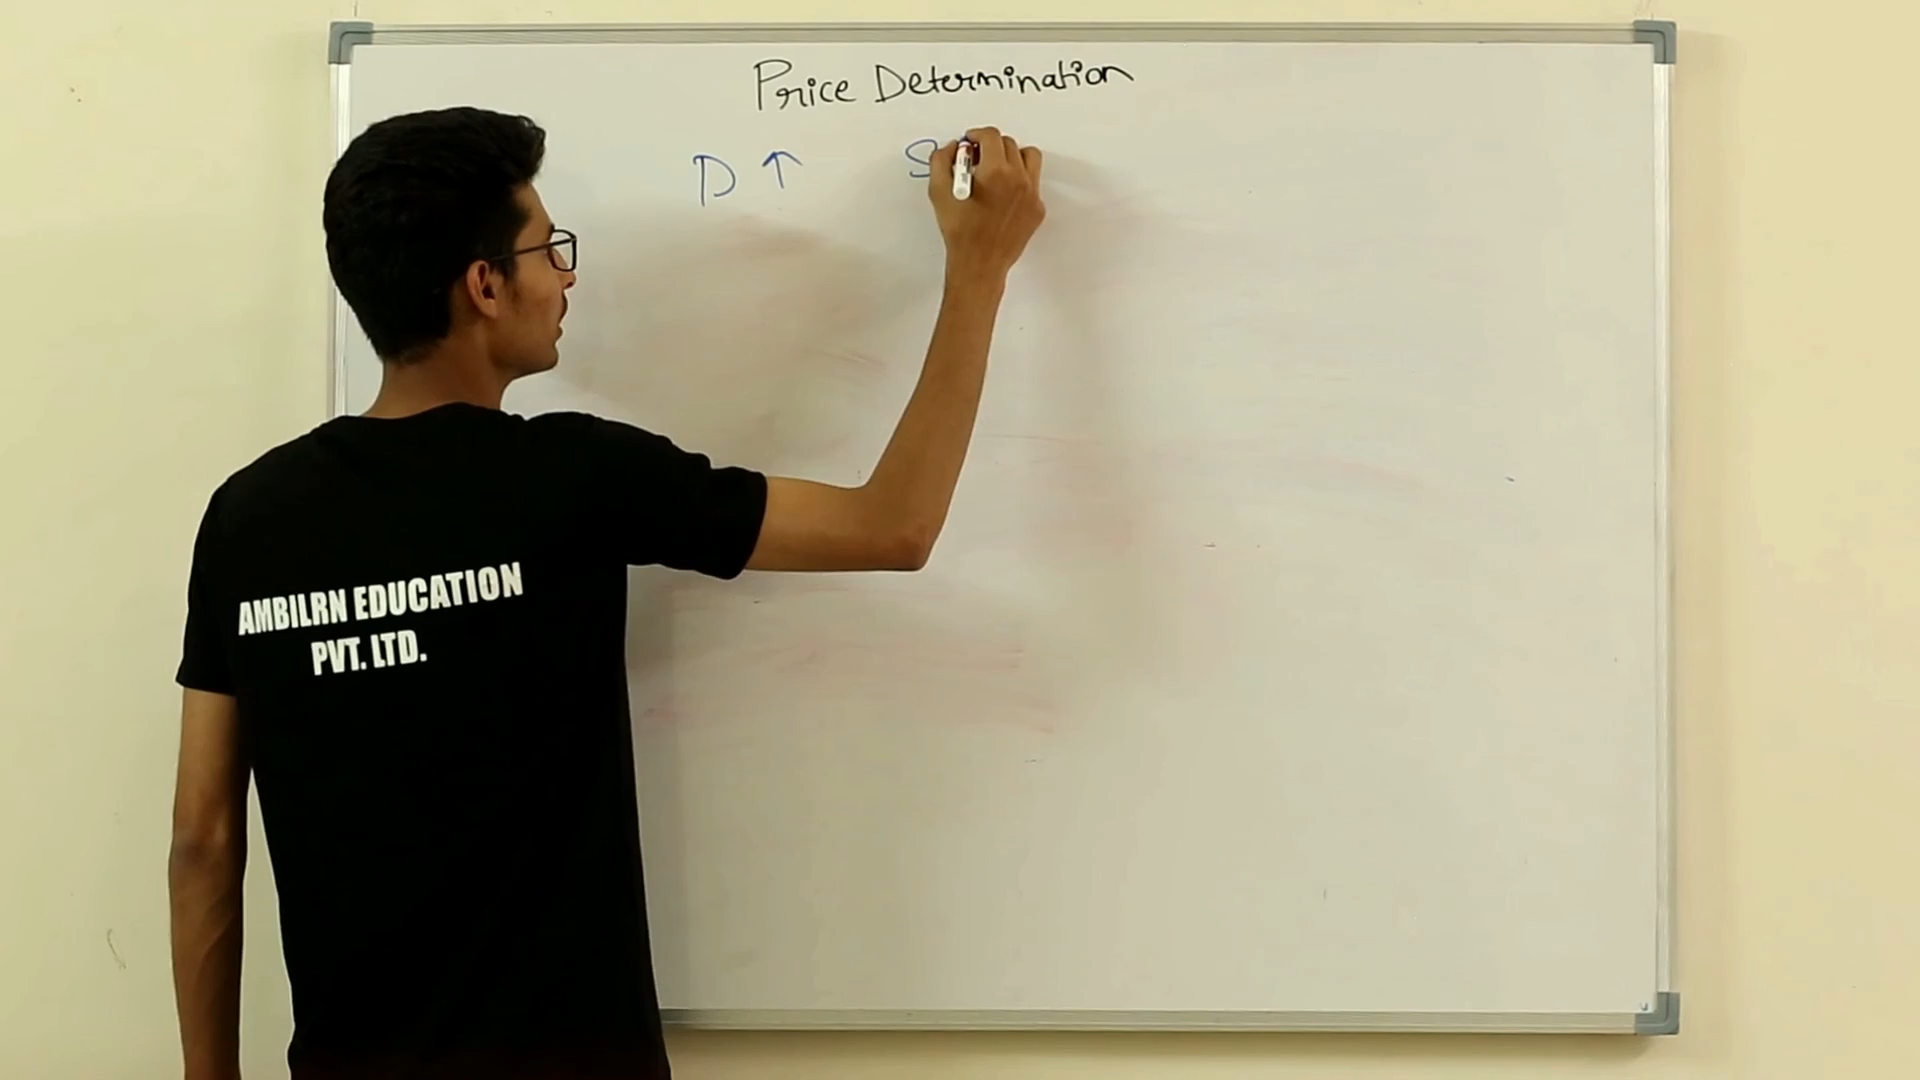 Price Determination
D ↑ S
AMBILRN EDUCATION
PVT. LTD.